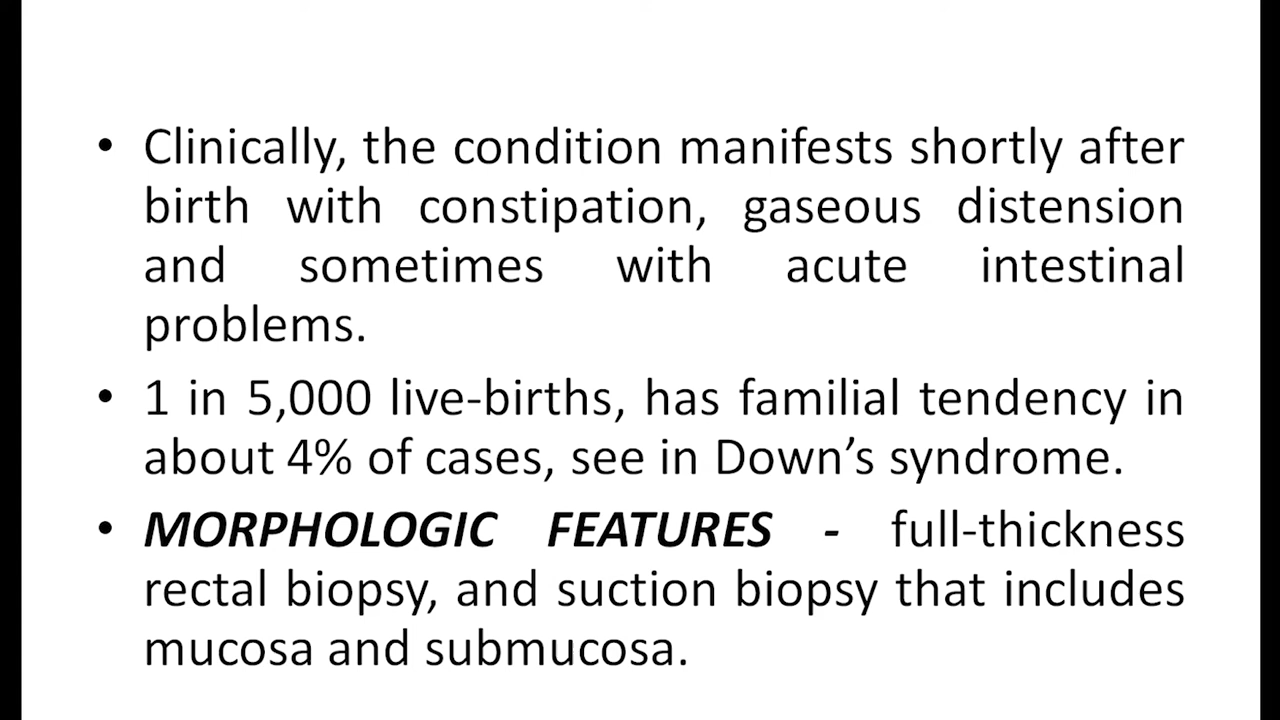 • Clinically, the condition manifests shortly after
birth with constipation, gaseous distension
and sometimes with acute intestinal
problems.
• 1 in 5,000 live-births, has familial tendency in
about 4% of cases, see in Down’s syndrome.
• MORPHOLOGIC FEATURES - full-thickness
rectal biopsy, and suction biopsy that includes
mucosa and submucosa.